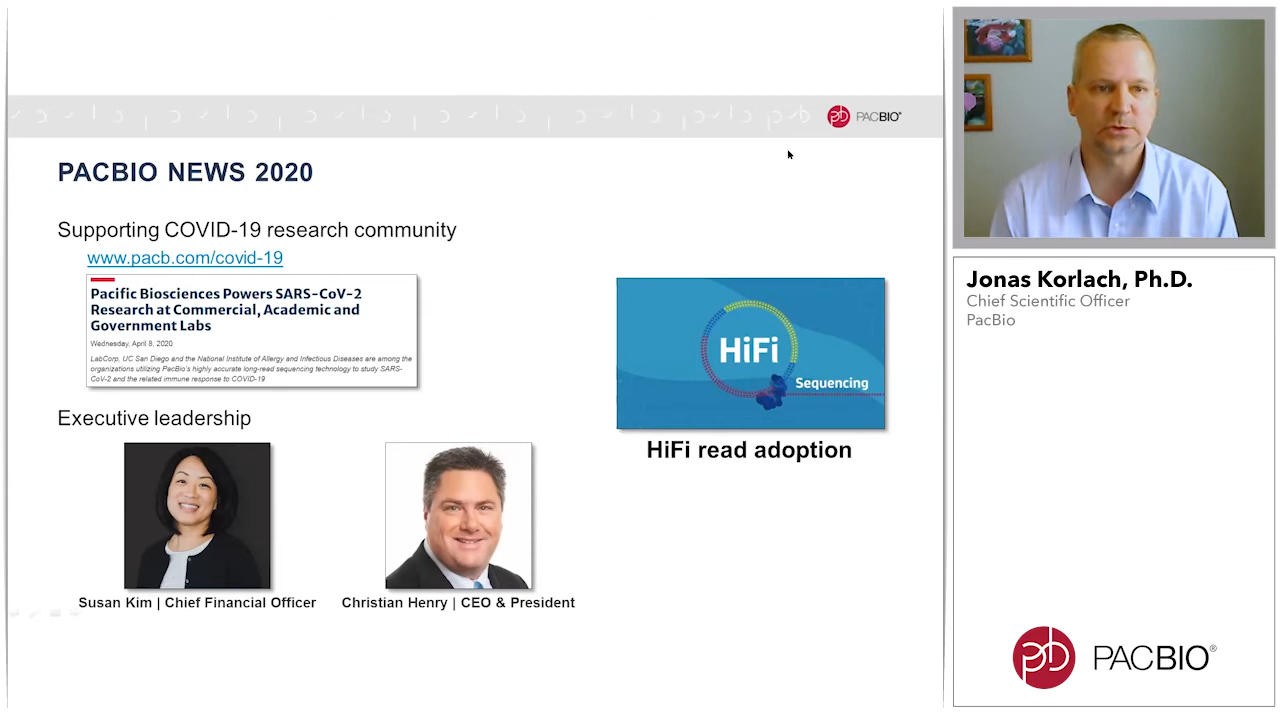 PACBIO®
PACBIO NEWS 2020
Supporting COVID-19 research community
www.pacb.com/covid-19
Pacific Biosciences Powers SARS-CoV-2
Research at Commercial, Academic and
Government Labs
Wednesday, April 8, 2020
LabCorp, UC San Diego and the National Institute of Allergy and Infectious Diseases are among the
organizations utilizing PacBio's highly accurate long-read sequencing technology to study SARS-
CoV-2 and the related immune response to COVID-19
Executive leadership
Susan Kim | Chief Financial Officer
Christian Henry | CEO & President
HiFi
Sequencing
HiFi read adoption
Jonas Korlach, Ph.D.
Chief Scientific Officer
PacBio
PACBIO®